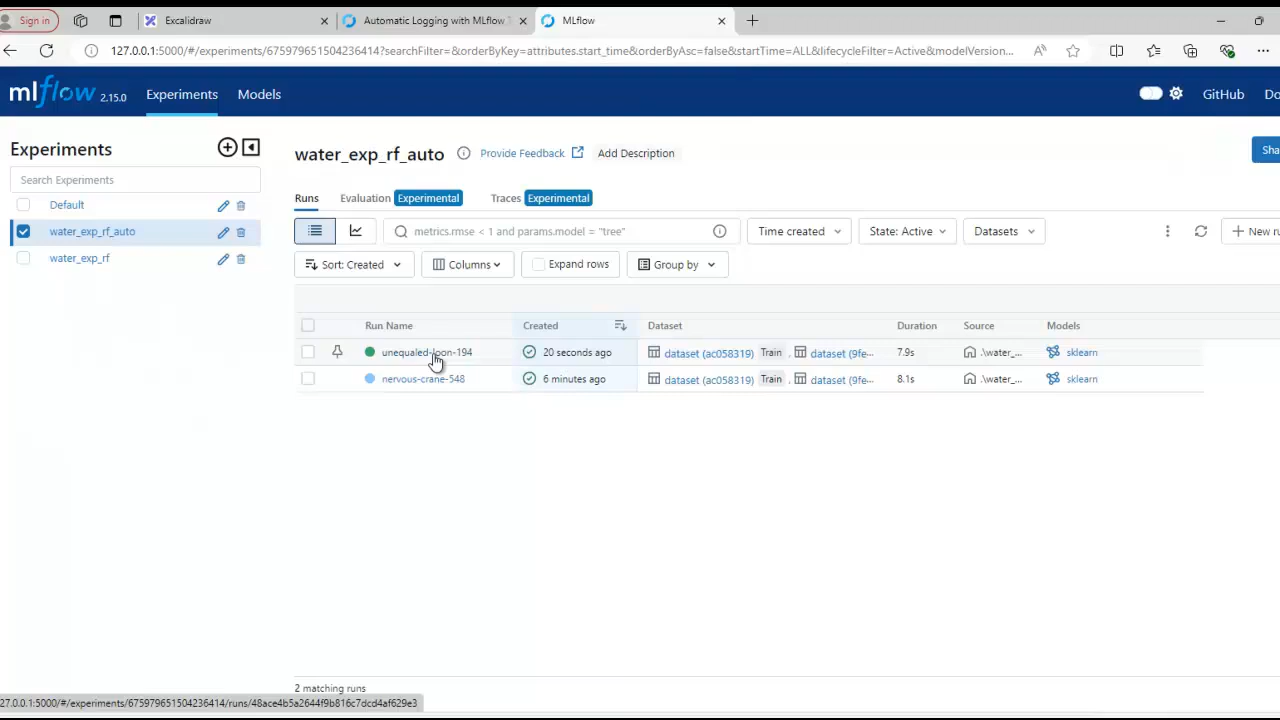 Sign in
Excalidraw
Automatic Logging with MLflow
MLflow
127.0.0.1:5000/#/experiments/675979651504236414?searchFilter=&orderByKey=attributes.start_time&orderByAsc=false&startTime=ALL&lifecycleFilter=Active&modelVersion...
mlflow 2.15.0 Experiments Models GitHub Do
Experiments
Search Experiments
Default
water_exp_rf_auto
water_exp_rf
water_exp_rf_auto Provide Feedback Add Description Sha
Runs Evaluation Experimental Traces Experimental
metrics.rmse < 1 and params.model = "tree" Time created State: Active Datasets New ru
Sort: Created Columns Expand rows Group by
Run Name Created Dataset Duration Source Models
unequaled-loon-194 20 seconds ago dataset (ac058319) Train , dataset (9fe... 7.9s .\water_... sklearn
nervous-crane-548 6 minutes ago dataset (ac058319) Train , dataset (9fe... 8.1s .\water_... sklearn
2 matching runs
27.0.0.1:5000/#/experiments/675979651504236414/runs/48ace4b5a2644f9b816c7dcd4af629e3